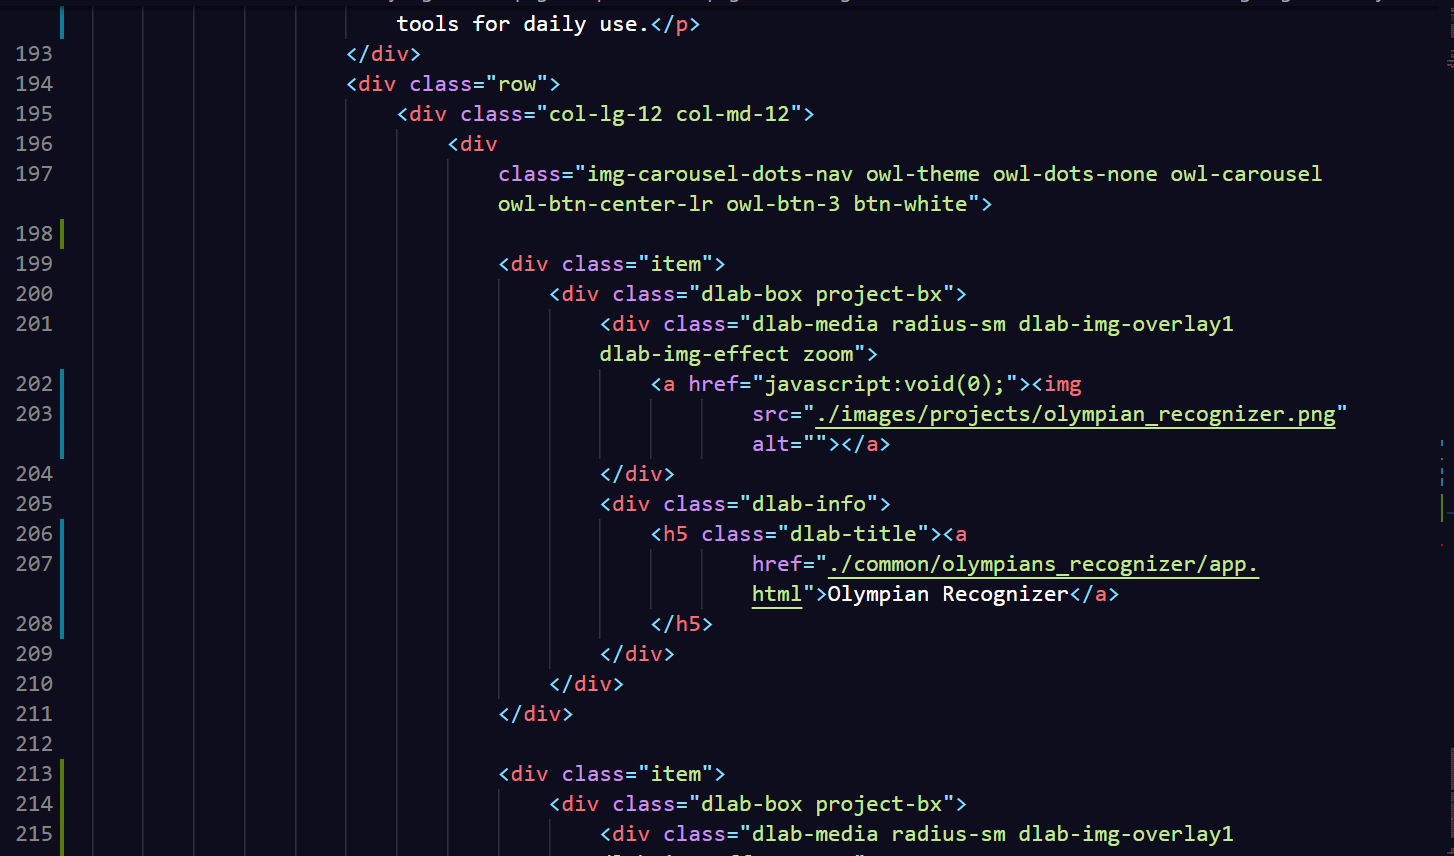 tools for daily use.</p>
193 </div>
194 <div class="row">
195 <div class="col-lg-12 col-md-12">
196 <div
197 class="img-carousel-dots-nav owl-theme owl-dots-none owl-carousel
owl-btn-center-lr owl-btn-3 btn-white">
198
199 <div class="item">
200 <div class="dlab-box project-bx">
201 <div class="dlab-media radius-sm dlab-img-overlay1
dlab-img-effect zoom">
202 <a href="javascript:void(0);"><img
203 src="./images/projects/olympian_recognizer.png"
alt=""></a>
204 </div>
205 <div class="dlab-info">
206 <h5 class="dlab-title"><a
207 href="./common/olympians_recognizer/app.
html">Olympian Recognizer</a>
208 </h5>
209 </div>
210 </div>
211 </div>
212
213 <div class="item">
214 <div class="dlab-box project-bx">
215 <div class="dlab-media radius-sm dlab-img-overlay1